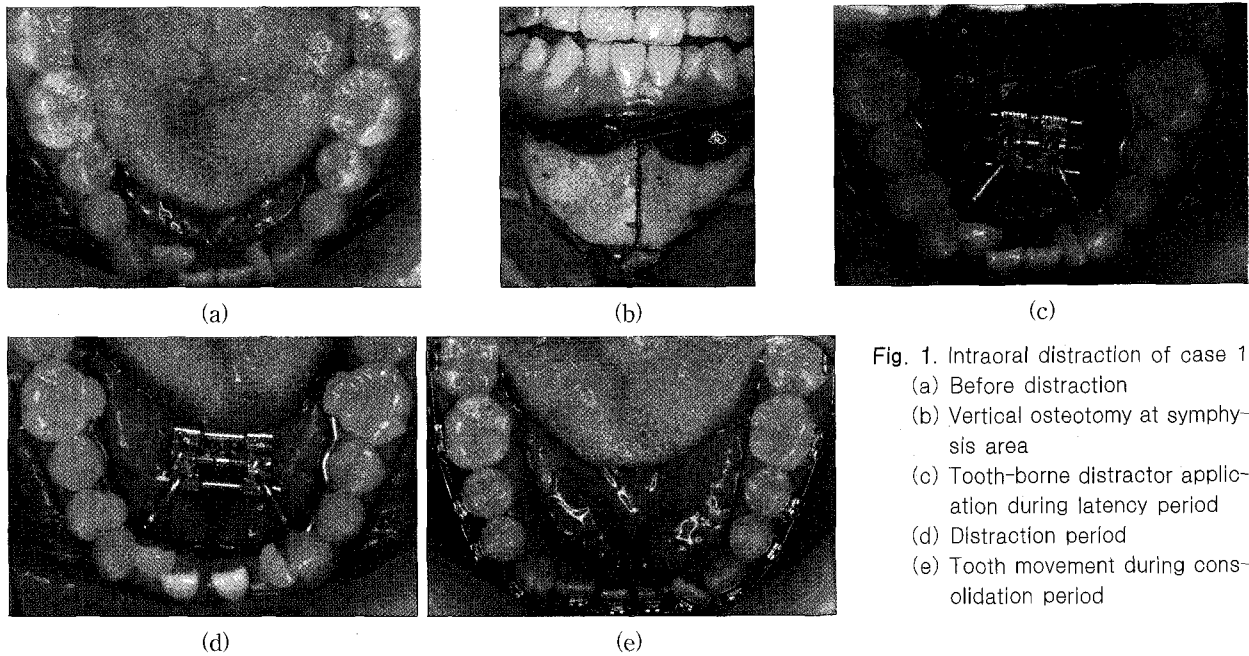 (a)
(b)
(c)
(d)
(e)
Fig. 1. Intraoral distraction of case 1
(a) Before distraction
(b) Vertical osteotomy at symphy-
sis area
(c) Tooth-borne distractor applic-
ation during latency period
(d) Distraction period
(e) Tooth movement during cons-
olidation period